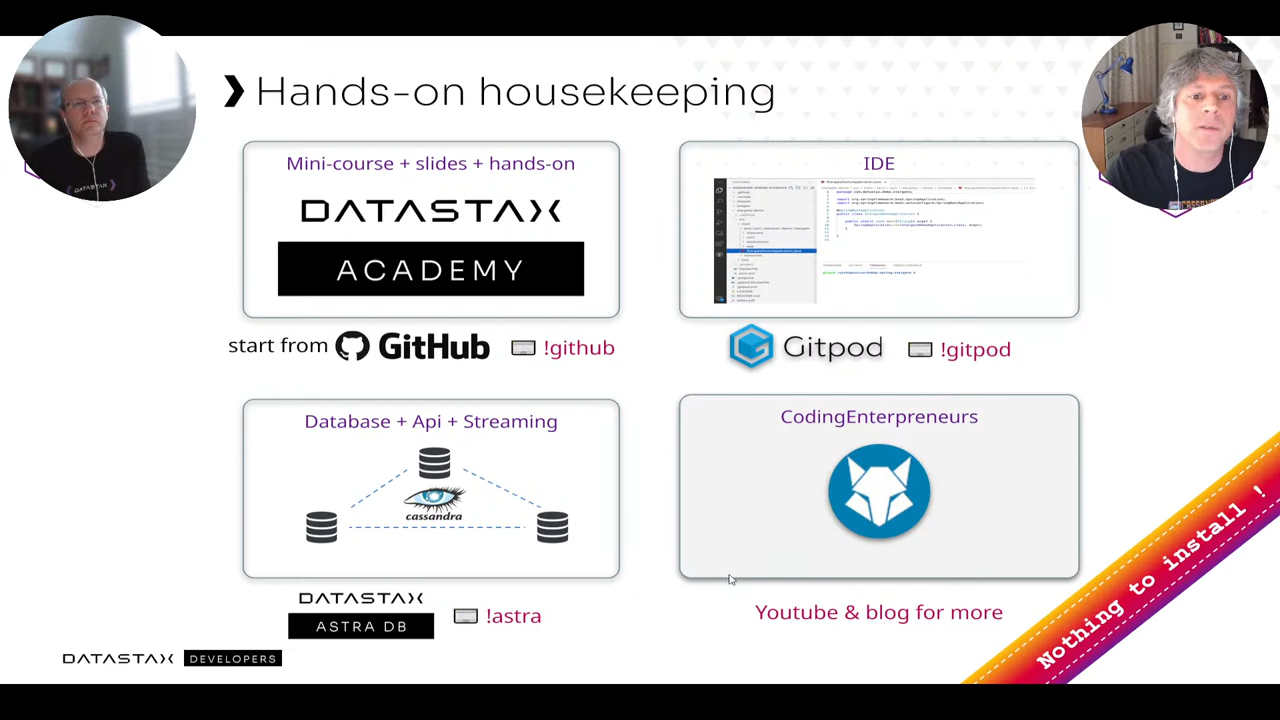 Hands-on housekeeping
Mini-course + slides + hands-on
DATASTAX
ACADEMY
start from GitHub !github
IDE
Gitpod !gitpod
Database + Api + Streaming
cassandra
DATASTAX
ASTRA DB
!astra
CodingEnterpreneurs
Youtube & blog for more
Nothing to install !
DATASTAX DEVELOPERS